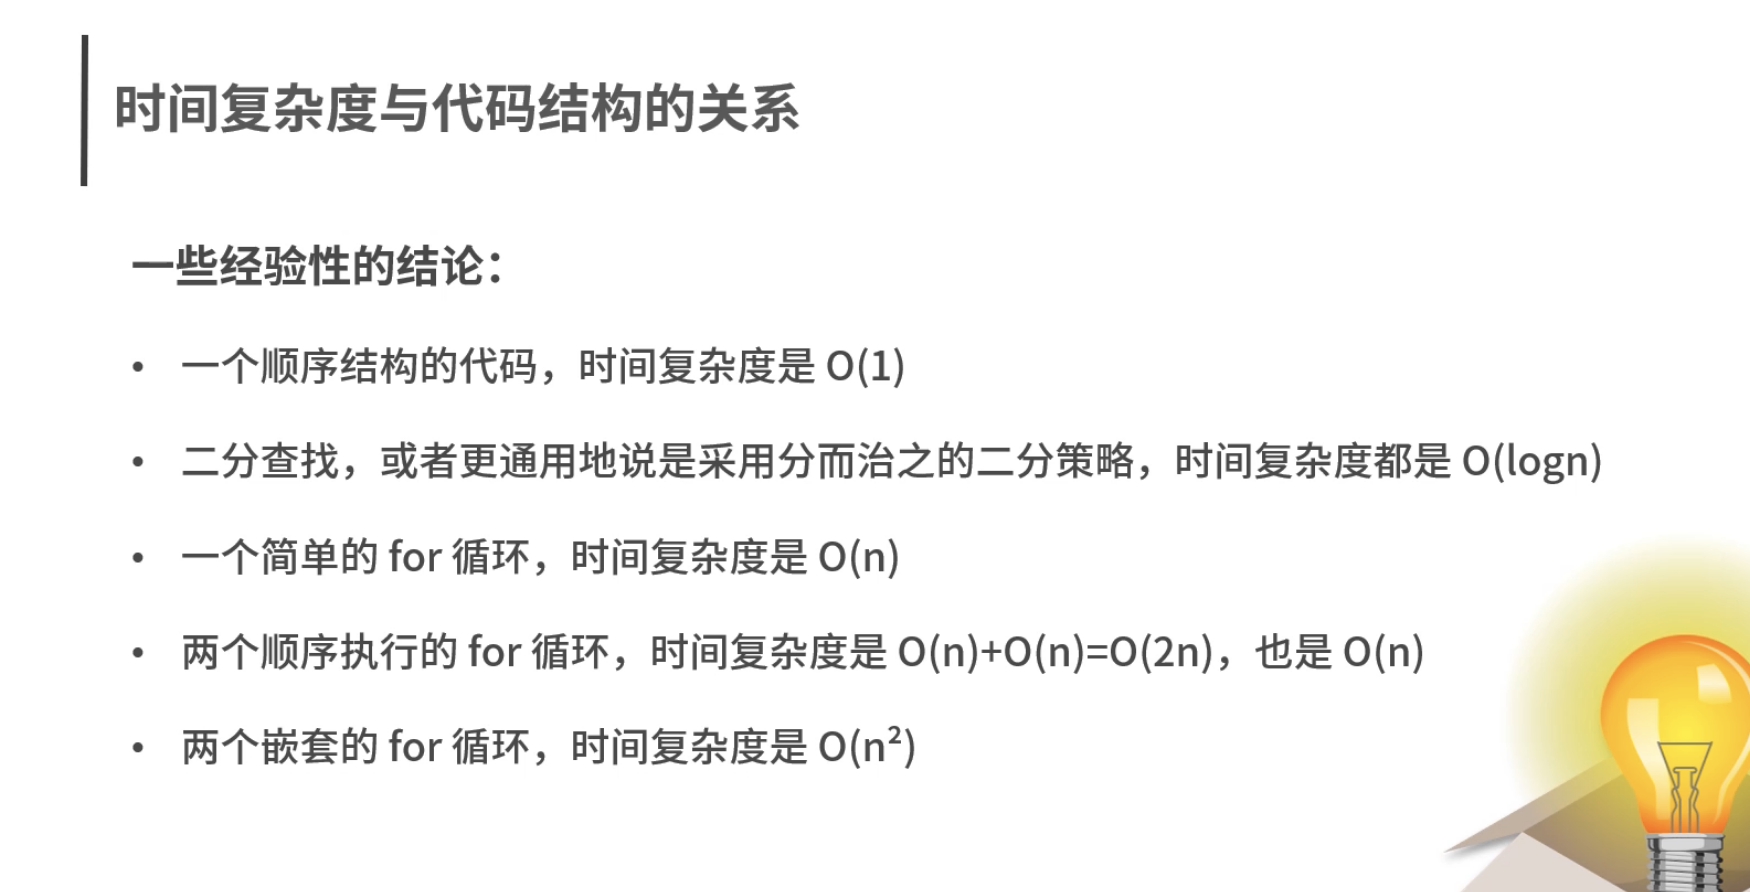 时间复杂度与代码结构的关系
一些经验性的结论：
• 一个顺序结构的代码，时间复杂度是 O(1)
• 二分查找，或者更通用地说是采用分而治之的二分策略，时间复杂度都是 O(logn)
• 一个简单的 for 循环，时间复杂度是 O(n)
• 两个顺序执行的 for 循环，时间复杂度是 O(n)+O(n)=O(2n)，也是 O(n)
• 两个嵌套的 for 循环，时间复杂度是 O(n²)